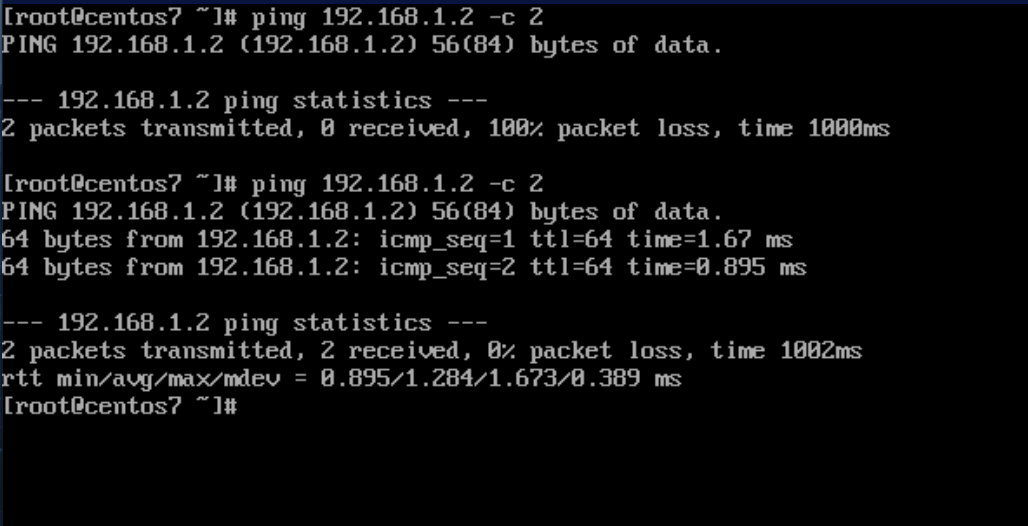 [root@centos7 ~]# ping 192.168.1.2 -c 2
PING 192.168.1.2 (192.168.1.2) 56(84) bytes of data.
--- 192.168.1.2 ping statistics ---
2 packets transmitted, 0 received, 100% packet loss, time 1000ms
[root@centos7 ~]# ping 192.168.1.2 -c 2
PING 192.168.1.2 (192.168.1.2) 56(84) bytes of data.
64 bytes from 192.168.1.2: icmp_seq=1 ttl=64 time=1.67 ms
64 bytes from 192.168.1.2: icmp_seq=2 ttl=64 time=0.895 ms
--- 192.168.1.2 ping statistics ---
2 packets transmitted, 2 received, 0% packet loss, time 1002ms
rtt min/avg/max/mdev = 0.895/1.284/1.673/0.389 ms
[root@centos7 ~]#